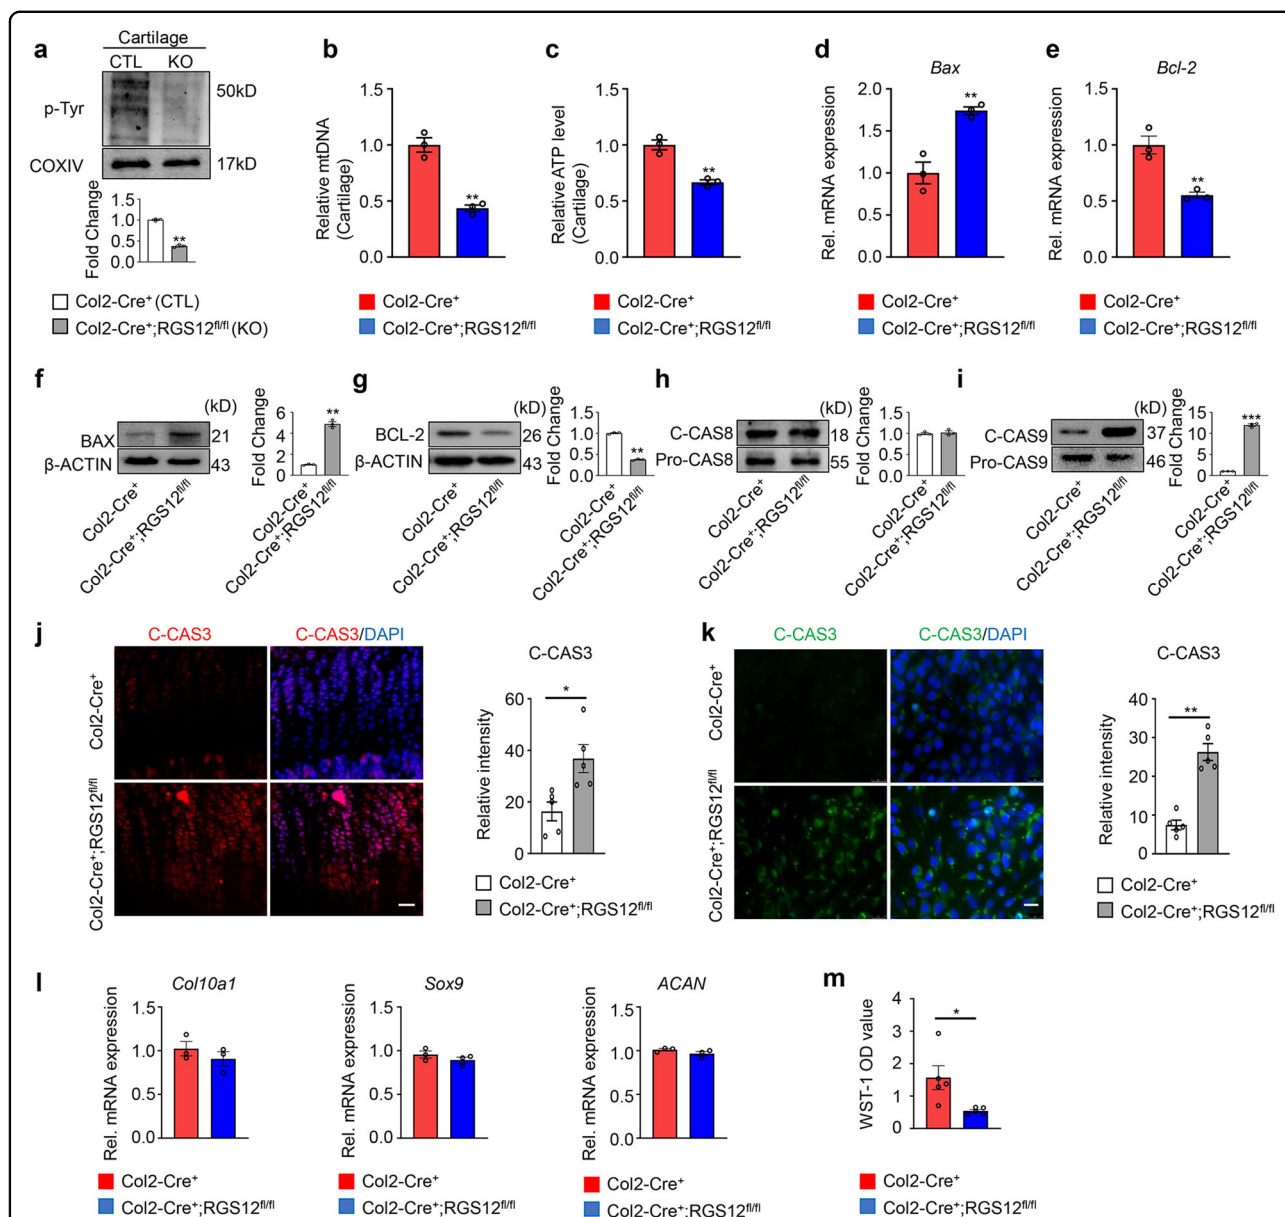 a
Cartilage
CTL KO
p-Tyr
50kD
COXIV
17kD
Fold Change
1.5
1.0
0.5
0.0
**
Col2-Cre⁺ (CTL)
Col2-Cre⁺;RGS12fl/fl (KO)
b
Relative mtDNA
(Cartilage)
1.5
1.0
0.5
0.0
**
Col2-Cre⁺
Col2-Cre⁺;RGS12fl/fl
c
Relative ATP level
(Cartilage)
1.5
1.0
0.5
0.0
**
Col2-Cre⁺
Col2-Cre⁺;RGS12fl/fl
d
Bax
Rel. mRNA expression
2.0
1.5
1.0
0.5
0.0
**
Col2-Cre⁺
Col2-Cre⁺;RGS12fl/fl
e
Bcl-2
Rel. mRNA expression
1.5
1.0
0.5
0.0
**
Col2-Cre⁺
Col2-Cre⁺;RGS12fl/fl
f
(kD)
BAX
21
β-ACTIN
43
Col2-Cre⁺
Col2-Cre⁺;RGS12fl/fl
Fold Change
6
4
2
0
**
Col2-Cre⁺
Col2-Cre⁺;RGS12fl/fl
g
(kD)
BCL-2
26
β-ACTIN
43
Col2-Cre⁺
Col2-Cre⁺;RGS12fl/fl
Fold Change
1.5
1.0
0.5
0.0
**
Col2-Cre⁺
Col2-Cre⁺;RGS12fl/fl
h
(kD)
C-CAS8
18
Pro-CAS8
55
Col2-Cre⁺
Col2-Cre⁺;RGS12fl/fl
Fold Change
1.5
1.0
0.5
0.0
Col2-Cre⁺
Col2-Cre⁺;RGS12fl/fl
i
(kD)
C-CAS9
37
Pro-CAS9
46
Col2-Cre⁺
Col2-Cre⁺;RGS12fl/fl
Fold Change
15
10
5
0
***
Col2-Cre⁺
Col2-Cre⁺;RGS12fl/fl
j
C-CAS3
C-CAS3/DAPI
Col2-Cre⁺
Col2-Cre⁺;RGS12fl/fl
C-CAS3
Relative intensity
60
40
20
0
*
Col2-Cre⁺
Col2-Cre⁺;RGS12fl/fl
k
C-CAS3
C-CAS3/DAPI
Col2-Cre⁺
Col2-Cre⁺;RGS12fl/fl
C-CAS3
Relative intensity
40
30
20
10
0
**
Col2-Cre⁺
Col2-Cre⁺;RGS12fl/fl
l
Col10a1
Rel. mRNA expression
1.5
1.0
0.5
0
Col2-Cre⁺
Col2-Cre⁺;RGS12fl/fl
Sox9
Rel. mRNA expression
1.5
1.0
0.5
0
Col2-Cre⁺
Col2-Cre⁺;RGS12fl/fl
ACAN
Rel. mRNA expression
1.5
1.0
0.5
0.0
Col2-Cre⁺
Col2-Cre⁺;RGS12fl/fl
m
WST-1 OD value
4
3
2
1
0
*
Col2-Cre⁺
Col2-Cre⁺;RGS12fl/fl